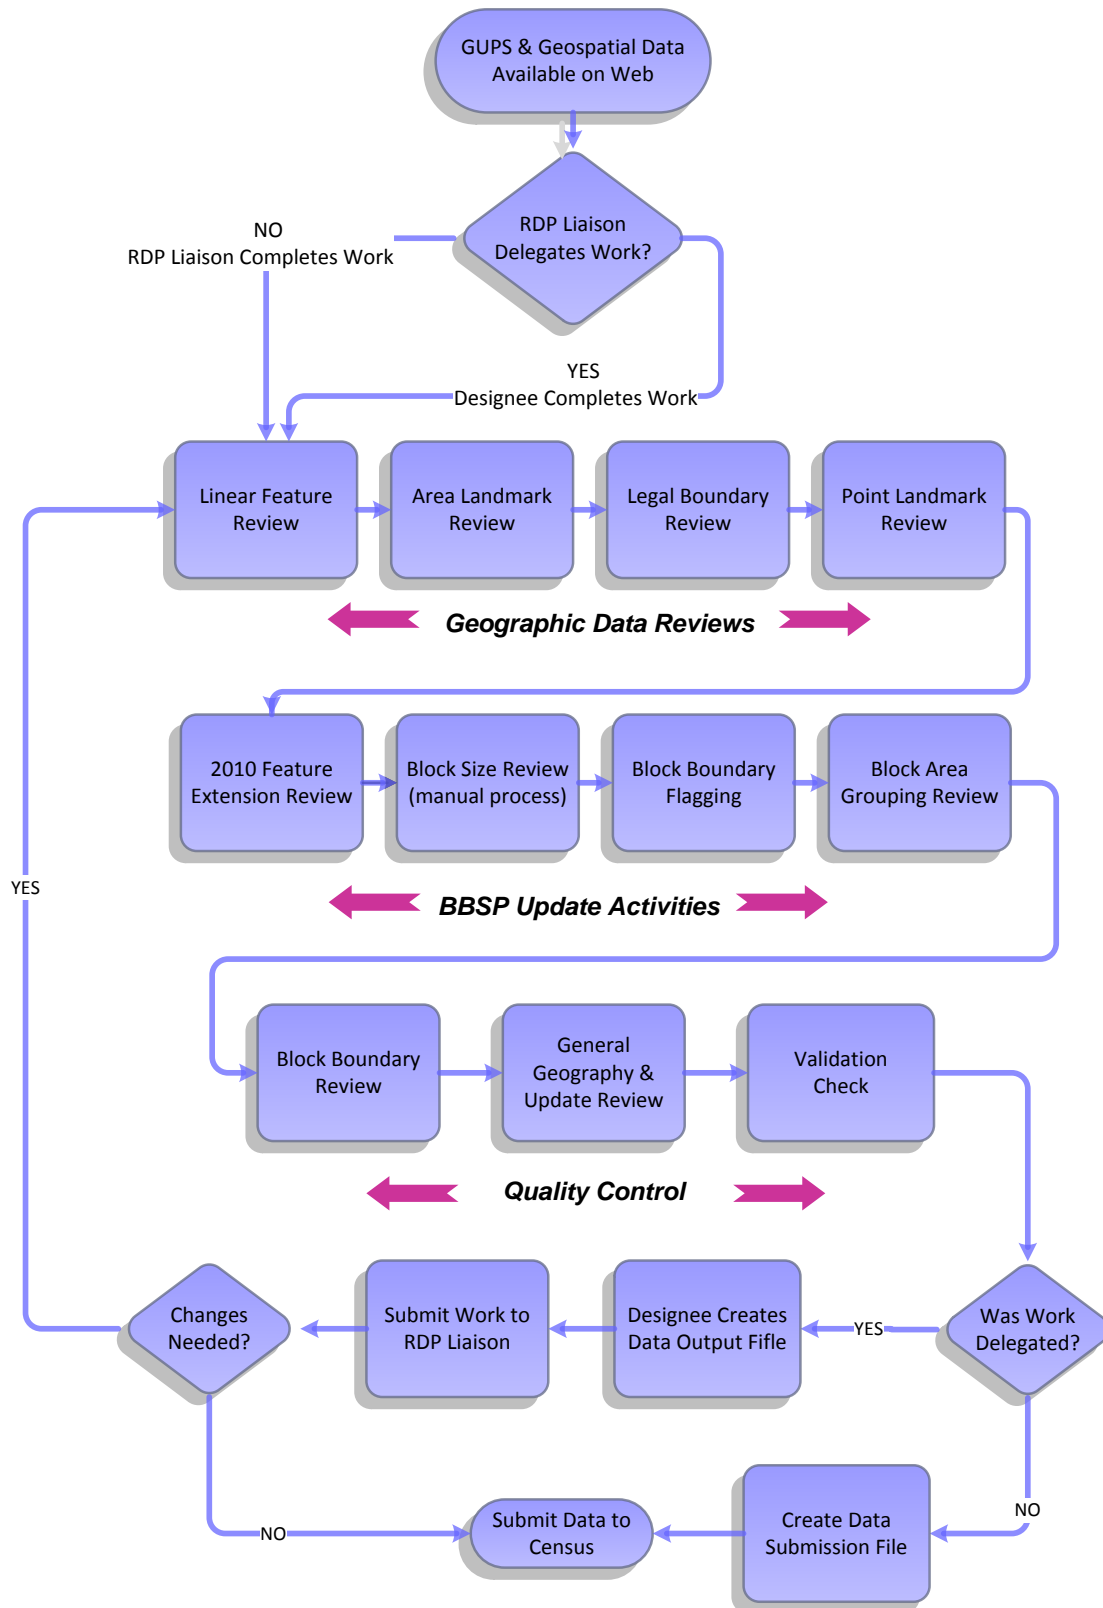 GUPS & Geospatial Data
Available on Web
RDP Liaison
Delegates Work?
NO
RDP Liaison Completes Work
YES
Designee Completes Work
Linear Feature
Review
Area Landmark
Review
Legal Boundary
Review
Point Landmark
Review
Geographic Data Reviews
2010 Feature
Extension Review
Block Size Review
(manual process)
Block Boundary
Flagging
Block Area
Grouping Review
YES
BBSP Update Activities
Block Boundary
Review
General
Geography &
Update Review
Validation
Check
Quality Control
Changes
Needed?
Submit Work to
RDP Liaison
Designee Creates
Data Output Fifle
YES
Was Work
Delegated?
NO
Submit Data to
Census
Create Data
Submission File
NO